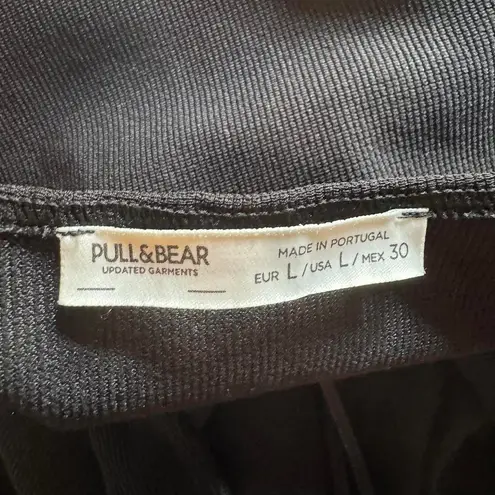 PULL&BEAR
UPDATED GARMENTS
MADE IN PORTUGAL
EUR L / USA L / MEX 30